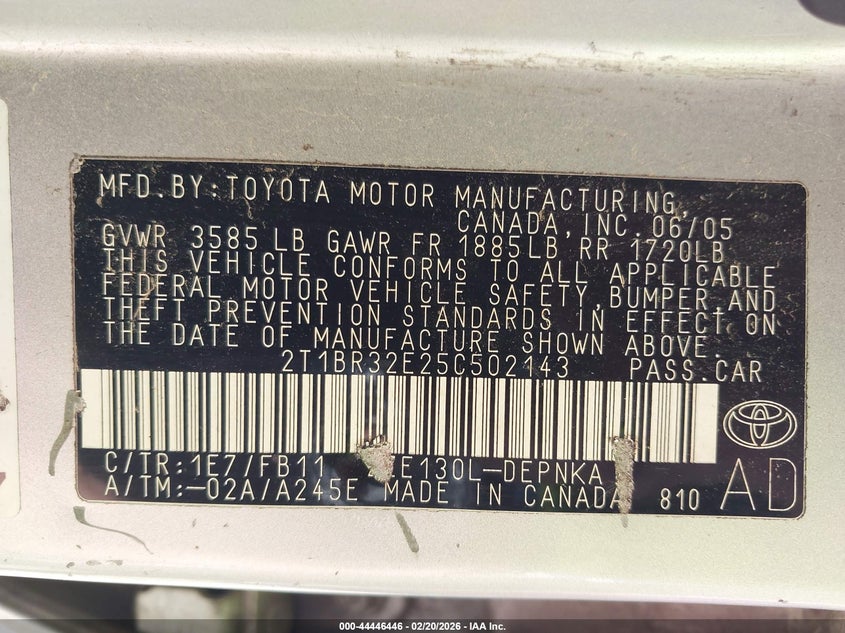 MFD.BY:TOYOTA MOTOR MANUFACTURING,
CANADA, INC. 06/05
GVWR 3585 LB GAWR FR 1885LB RR 1720LB
THIS VEHICLE CONFORMS TO ALL APPLICABLE
FEDERAL MOTOR VEHICLE SAFETY, BUMPER AND
THEFT PREVENTION STANDARDS IN EFFECT ON
THE DATE OF MANUFACTURE SHOWN ABOVE.
2T1BR32E25C502143 PASS.CAR
C/TR:1E7/FB11 E130L-DEPNKA
A/TM:-02A/A245E MADE IN CANADA 810 AD
000-44446446 | 02/20/2026 - IAA Inc.